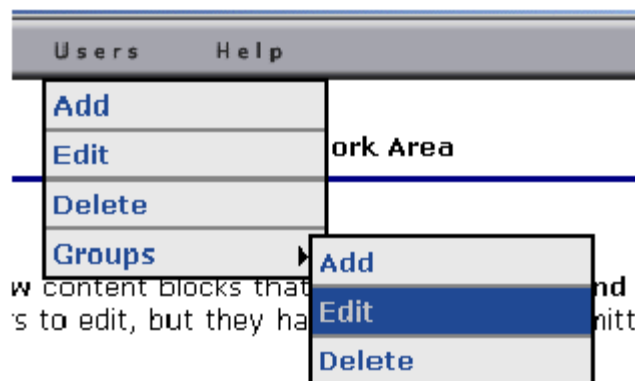 Users Help
Add
Edit
ork Area
Delete
Groups
Add
w content blocks that
nd
Edit
s to edit, but they ha
mitt
Delete